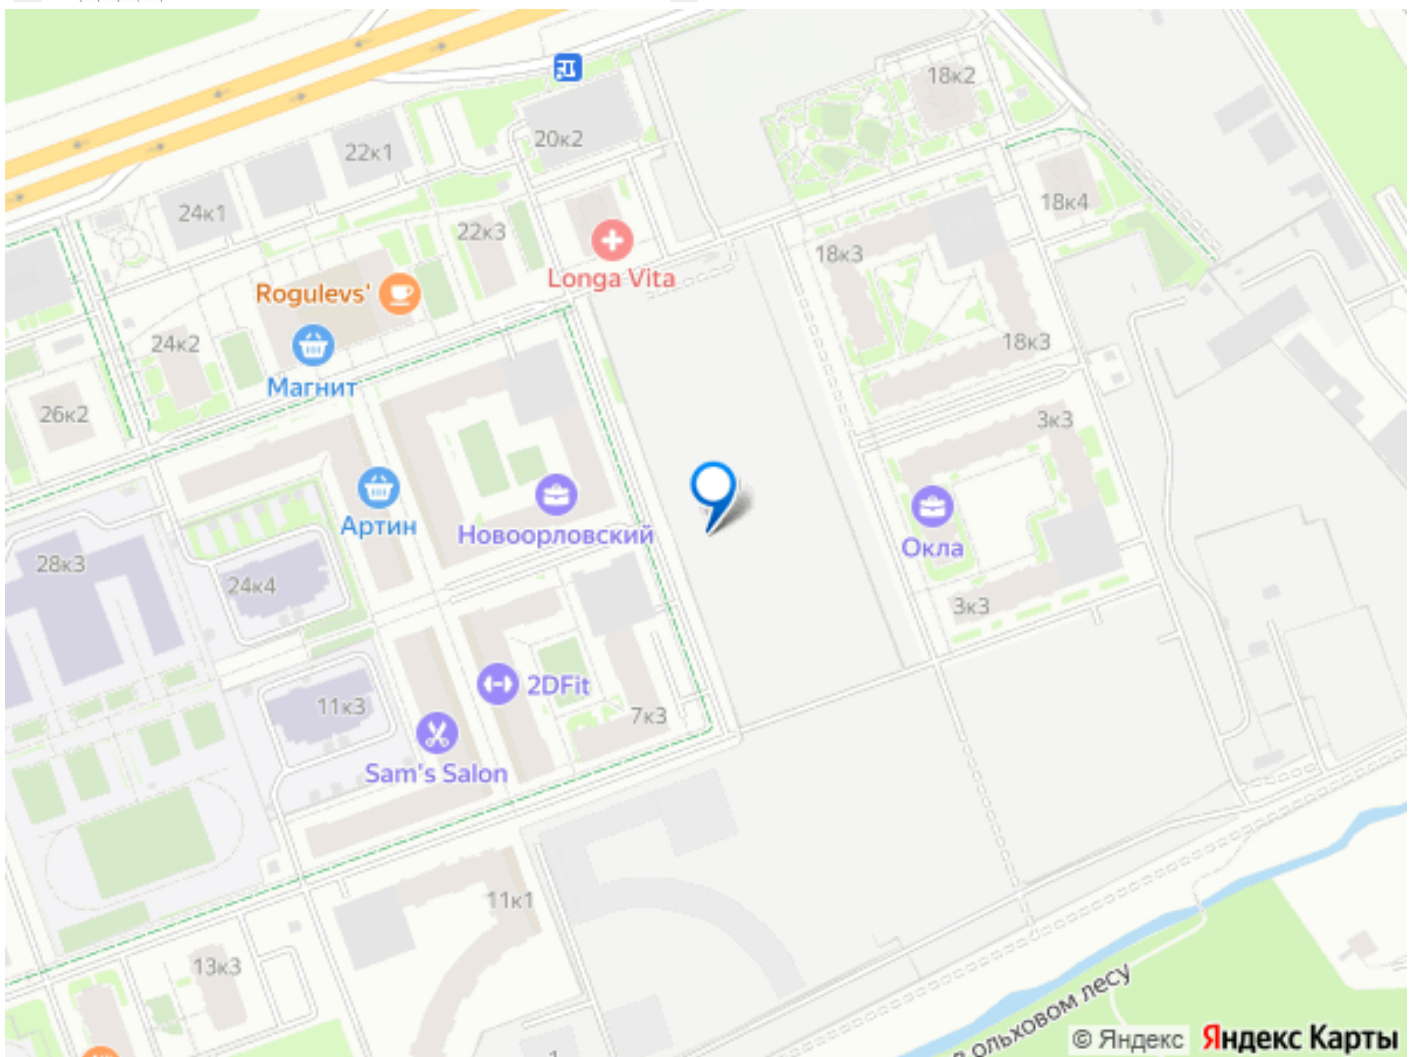 18к2
20к2
22к1
18к4
24к1
22к3
18к3
Longa Vita
Rogulevs'
24к2
18к3
Магнит
26к2
3к3
Артин
Новоорловский
Окла
28к3
24к4
3к3
2DFit
11к3
7к3
Sam's Salon
11к1
13к3
ольховом лесу
© Яндекс
Яндекс Карты
1